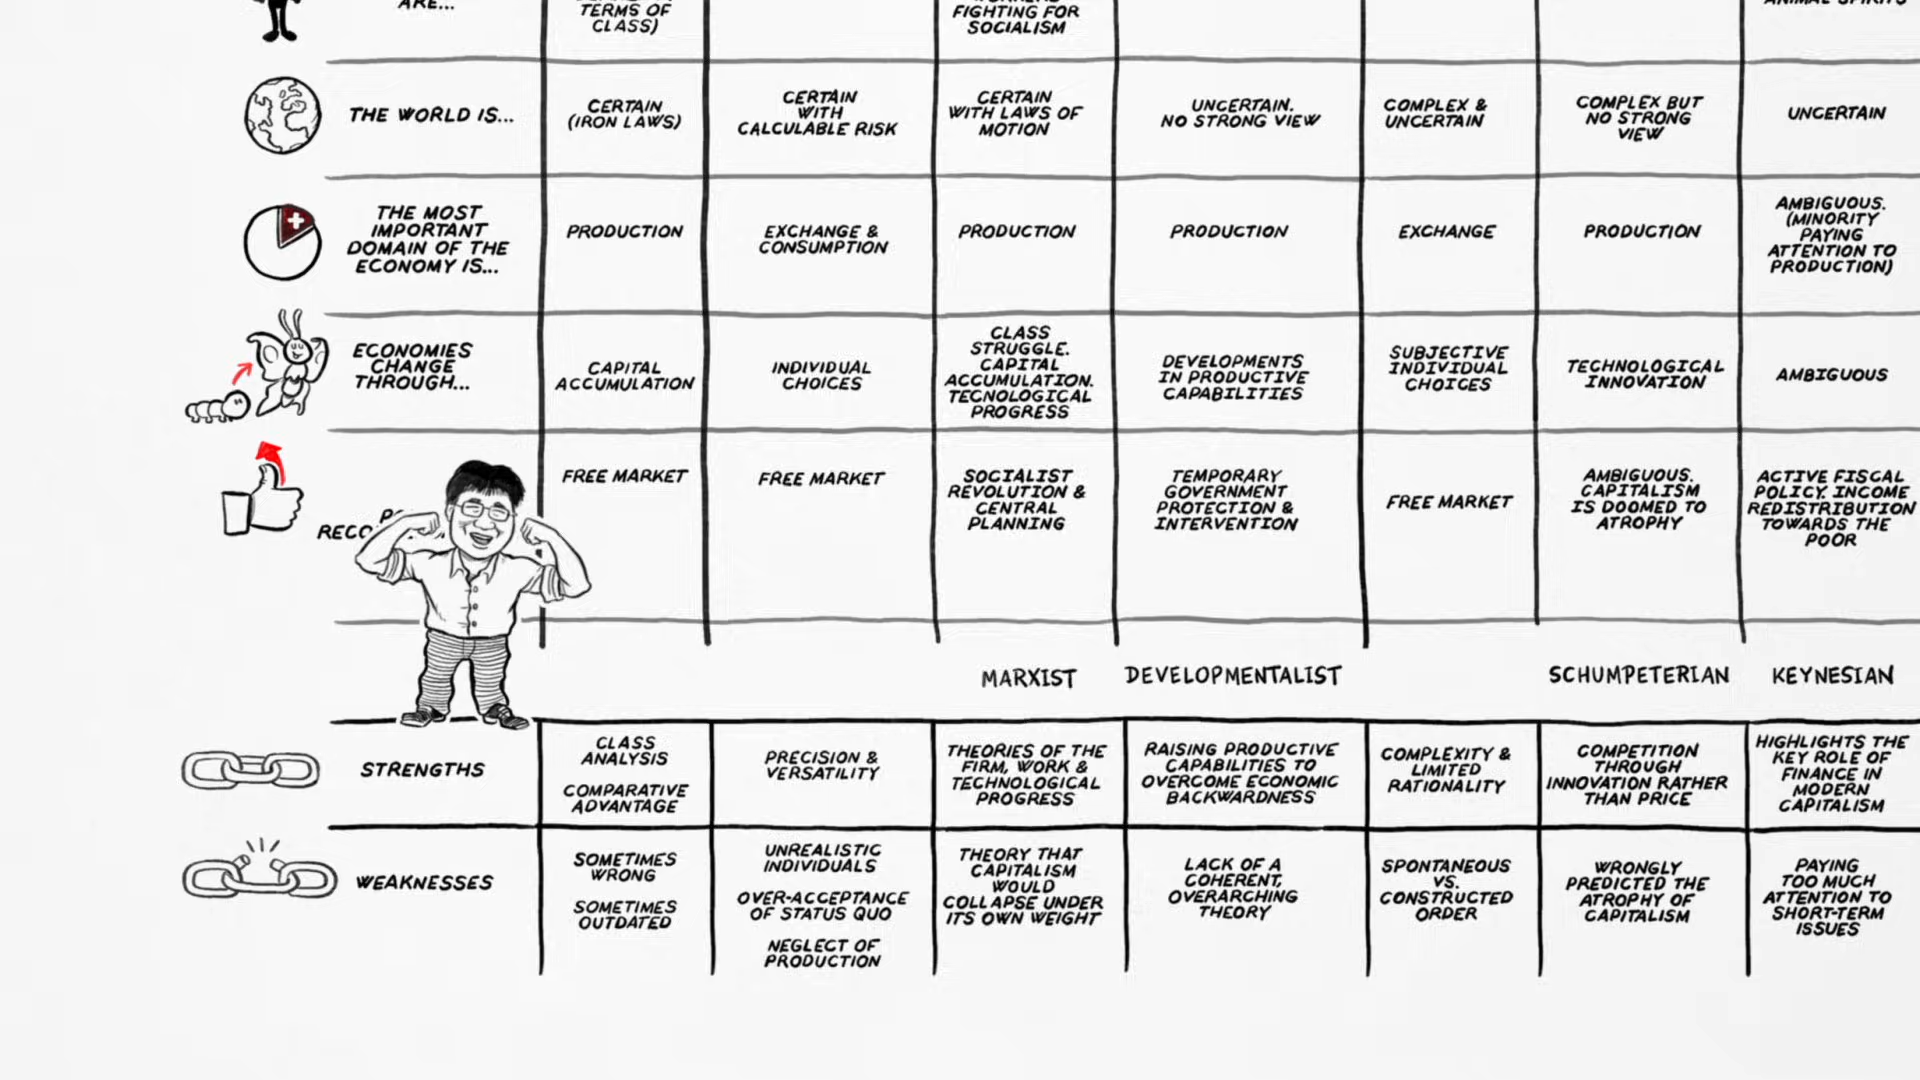 ARE...
TERMS OF
CLASS)
FIGHTING FOR
SOCIALISM
THE WORLD IS...
CERTAIN
(IRON LAWS)
CERTAIN
WITH
CALCULABLE RISK
CERTAIN
WITH LAWS OF
MOTION
UNCERTAIN.
NO STRONG VIEW
COMPLEX &
UNCERTAIN
COMPLEX BUT
NO STRONG
VIEW
UNCERTAIN
THE MOST
IMPORTANT
DOMAIN OF THE
ECONOMY IS...
PRODUCTION
EXCHANGE &
CONSUMPTION
PRODUCTION
PRODUCTION
EXCHANGE
PRODUCTION
AMBIGUOUS.
(MINORITY
PAYING
ATTENTION TO
PRODUCTION)
ECONOMIES
CHANGE
THROUGH...
CAPITAL
ACCUMULATION
INDIVIDUAL
CHOICES
CLASS
STRUGGLE.
CAPITAL
ACCUMULATION.
TECNOLOGICAL
PROGRESS
DEVELOPMENTS
IN PRODUCTIVE
CAPABILITIES
SUBJECTIVE
INDIVIDUAL
CHOICES
TECHNOLOGICAL
INNOVATION
AMBIGUOUS
FREE MARKET
FREE MARKET
SOCIALIST
REVOLUTION &
CENTRAL
PLANNING
TEMPORARY
GOVERNMENT
PROTECTION &
INTERVENTION
FREE MARKET
AMBIGUOUS.
CAPITALISM
IS DOOMED TO
ATROPHY
ACTIVE FISCAL
POLICY. INCOME
REDISTRIBUTION
TOWARDS THE
POOR
MARXIST
DEVELOPMENTALIST
SCHUMPETERIAN
KEYNESIAN
STRENGTHS
CLASS
ANALYSIS
COMPARATIVE
ADVANTAGE
PRECISION &
VERSATILITY
THEORIES OF THE
FIRM, WORK &
TECHNOLOGICAL
PROGRESS
RAISING PRODUCTIVE
CAPABILITIES TO
OVERCOME ECONOMIC
BACKWARDNESS
COMPLEXITY &
LIMITED
RATIONALITY
COMPETITION
THROUGH
INNOVATION RATHER
THAN PRICE
HIGHLIGHTS THE
KEY ROLE OF
FINANCE IN
MODERN
CAPITALISM
WEAKNESSES
SOMETIMES
WRONG
SOMETIMES
OUTDATED
UNREALISTIC
INDIVIDUALS
OVER-ACCEPTANCE
OF STATUS QUO
NEGLECT OF
PRODUCTION
THEORY THAT
CAPITALISM
WOULD
COLLAPSE UNDER
ITS OWN WEIGHT
LACK OF A
COHERENT,
OVERARCHING
THEORY
SPONTANEOUS
VS.
CONSTRUCTED
ORDER
WRONGLY
PREDICTED THE
ATROPHY OF
CAPITALISM
PAYING
TOO MUCH
ATTENTION TO
SHORT-TERM
ISSUES